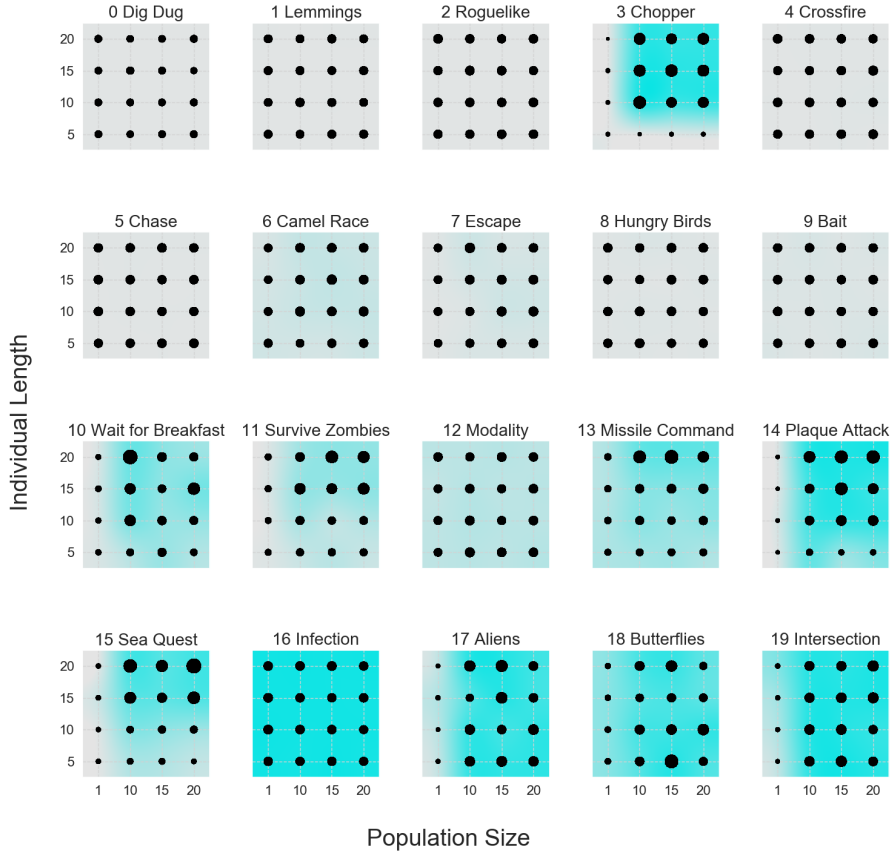 0 Dig Dug
1 Lemmings
2 Roguelike
3 Chopper
4 Crossfire
20
15
10
5
5 Chase
6 Camel Race
7 Escape
8 Hungry Birds
9 Bait
20
15
10
5
Individual Length
10 Wait for Breakfast
11 Survive Zombies
12 Modality
13 Missile Command
14 Plaque Attack
20
15
10
5
15 Sea Quest
16 Infection
17 Aliens
18 Butterflies
19 Intersection
20
15
10
5
1 10 15 20
1 10 15 20
1 10 15 20
1 10 15 20
1 10 15 20
Population Size